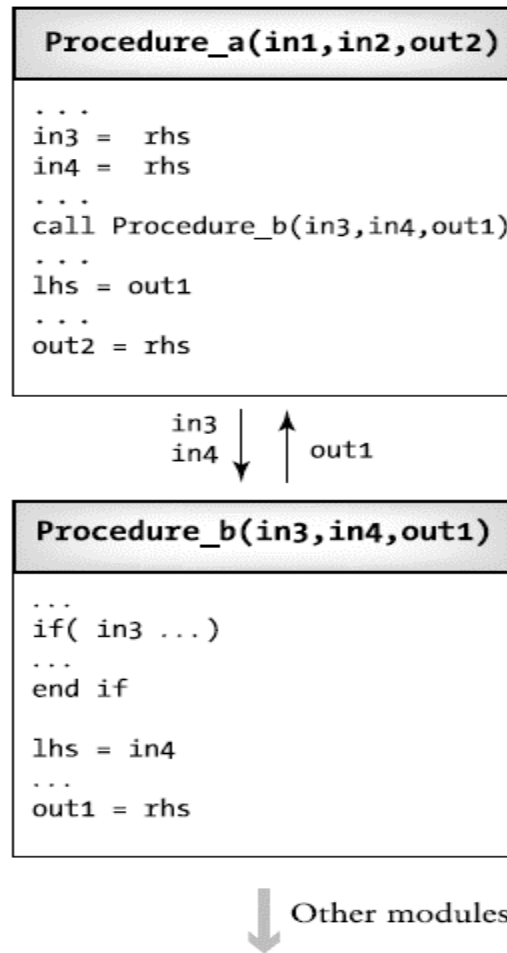 Procedure_a(in1,in2,out2)
. . .
in3 = rhs
in4 = rhs
. . .
call Procedure_b(in3,in4,out1)
. . .
lhs = out1
. . .
out2 = rhs
in3
in4
out1
Procedure_b(in3,in4,out1)
...
if( in3 ...)
...
end if
lhs = in4
...
out1 = rhs
Other modules